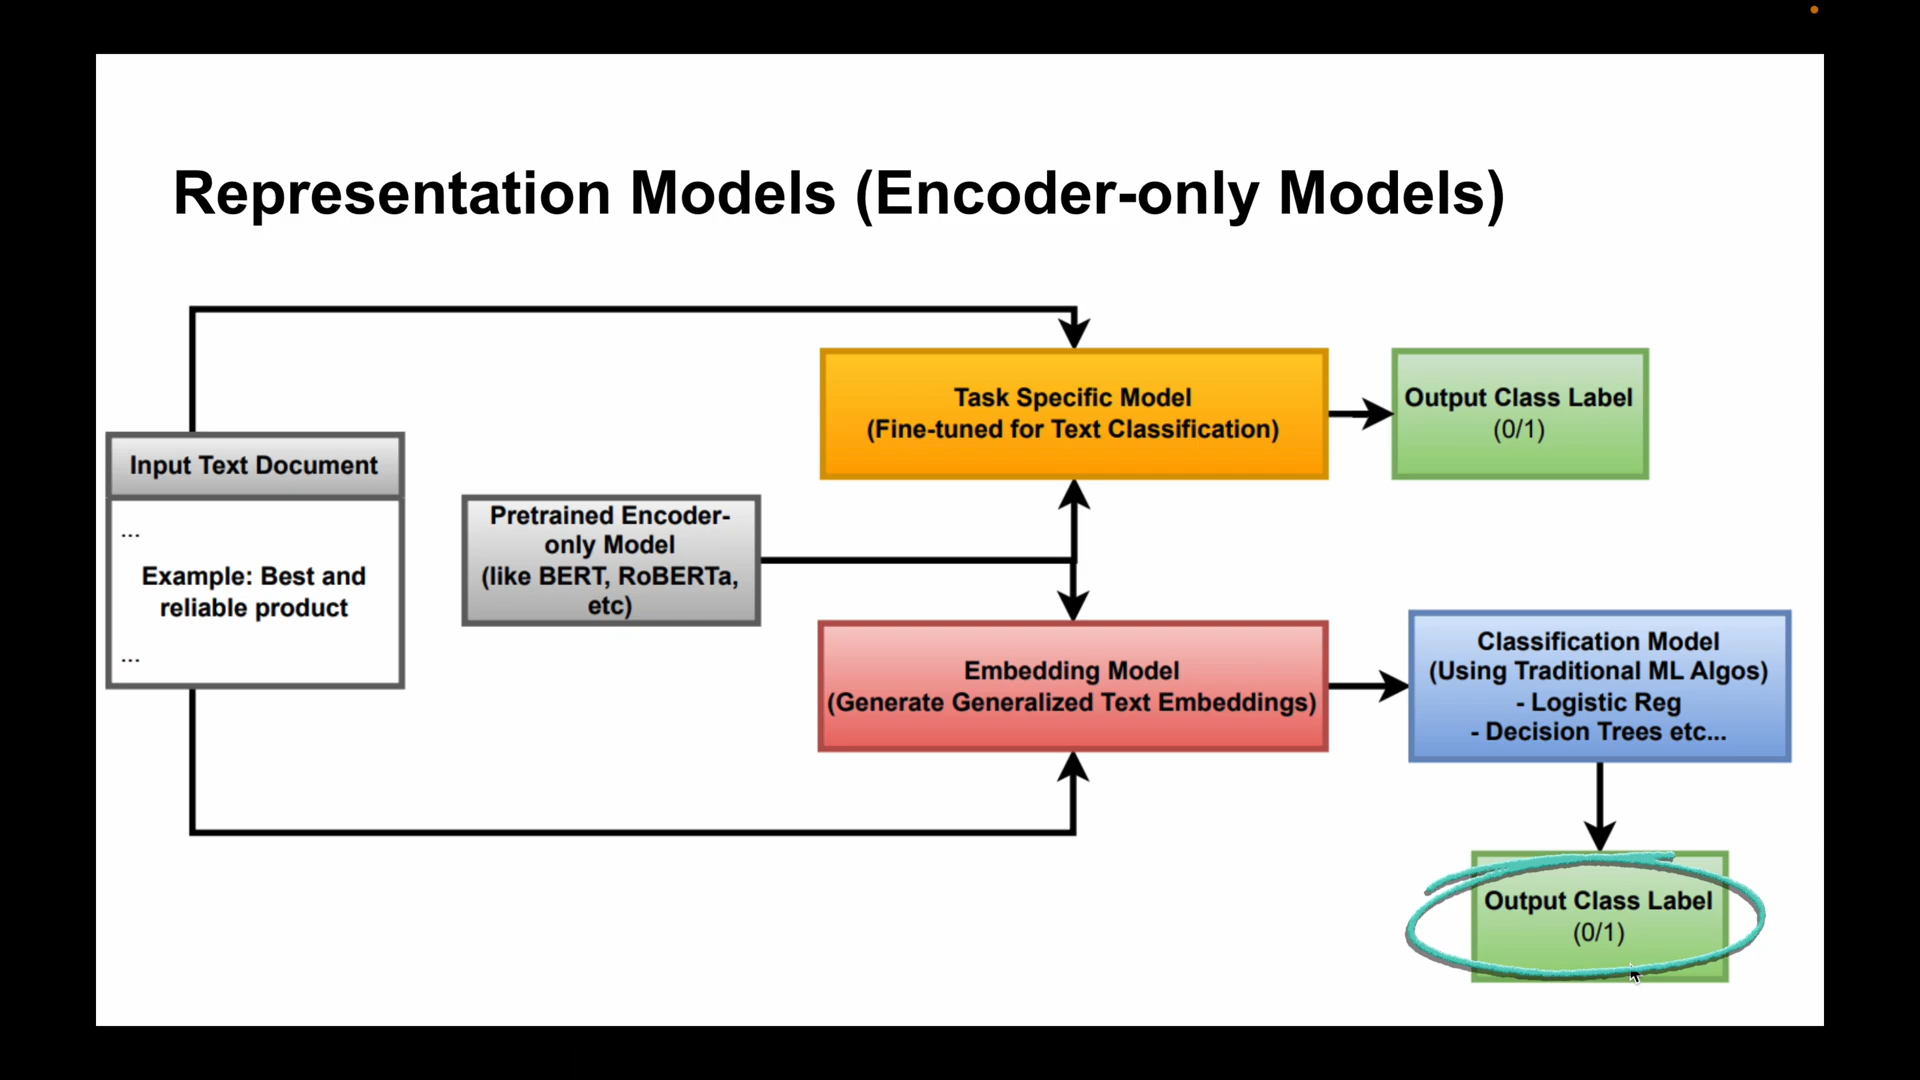 Representation Models (Encoder-only Models)
Input Text Document
...
Example: Best and
reliable product
...
Pretrained Encoder-
only Model
(like BERT, RoBERTa,
etc)
Task Specific Model
(Fine-tuned for Text Classification)
Output Class Label
(0/1)
Embedding Model
(Generate Generalized Text Embeddings)
Classification Model
(Using Traditional ML Algos)
- Logistic Reg
- Decision Trees etc...
Output Class Label
(0/1)